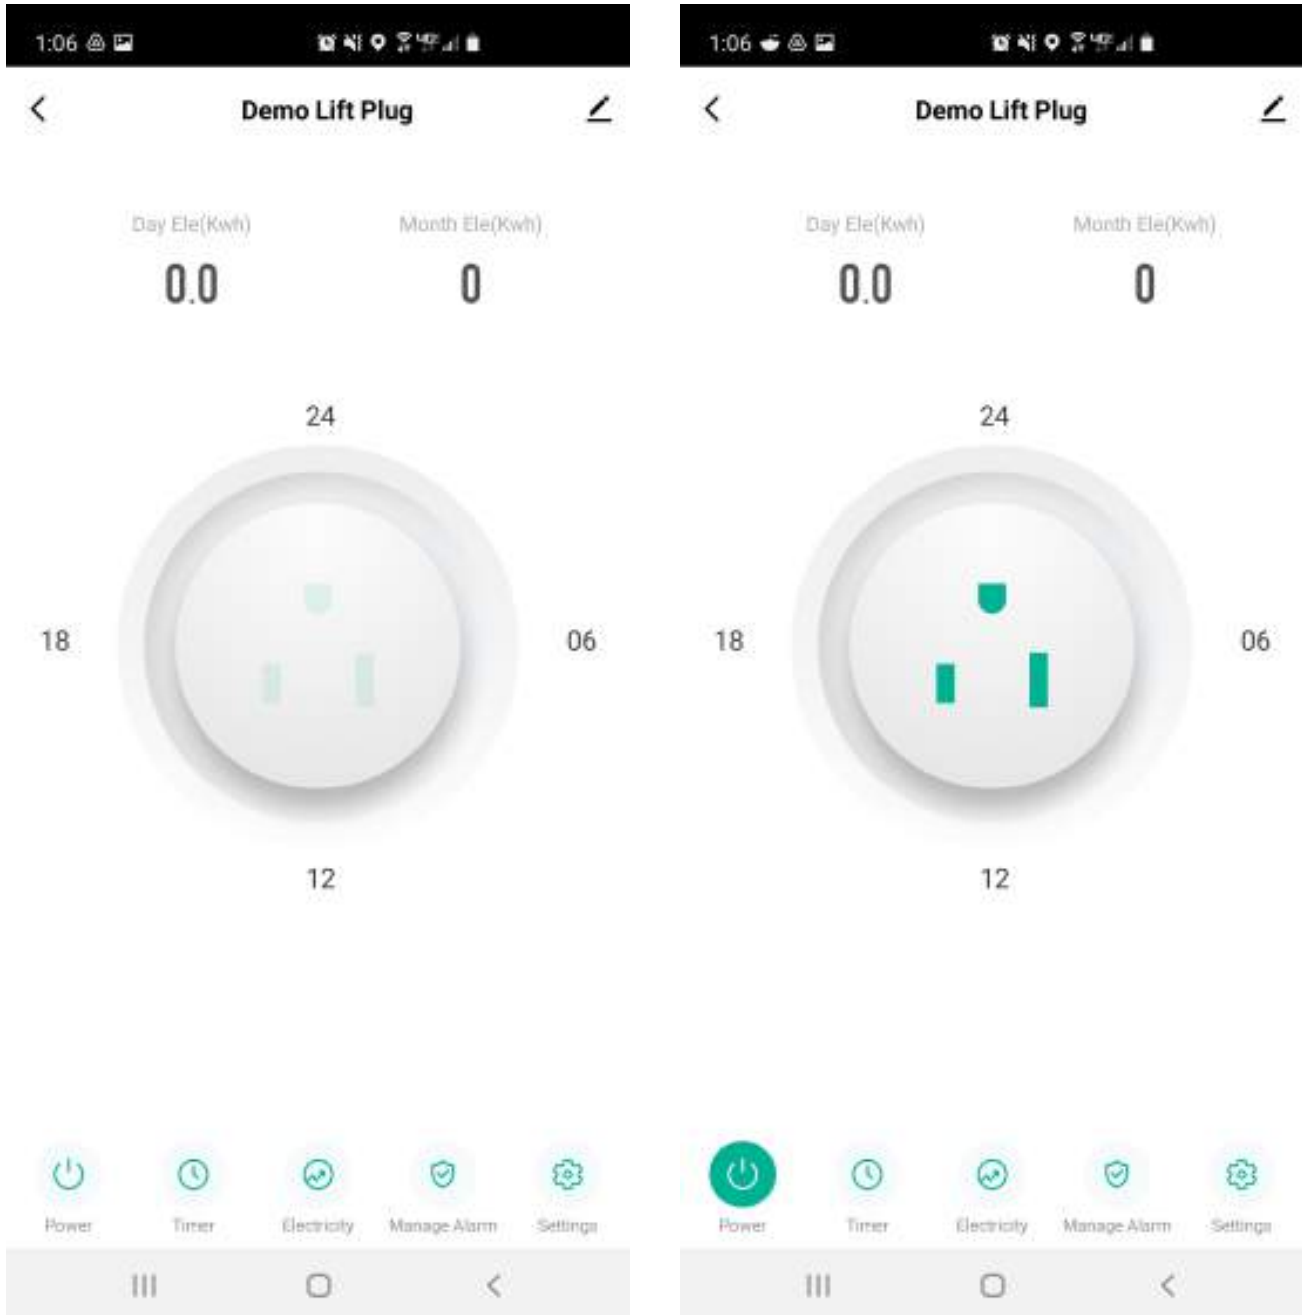 1:06
Demo Lift Plug
Day Ele(Kwh) Month Ele(Kwh)
0.0 0
24
18 06
12
Power Timer Electricity Manage Alarm Settings
1:06
Demo Lift Plug
Day Ele(Kwh) Month Ele(Kwh)
0.0 0
24
18 06
12
Power Timer Electricity Manage Alarm Settings